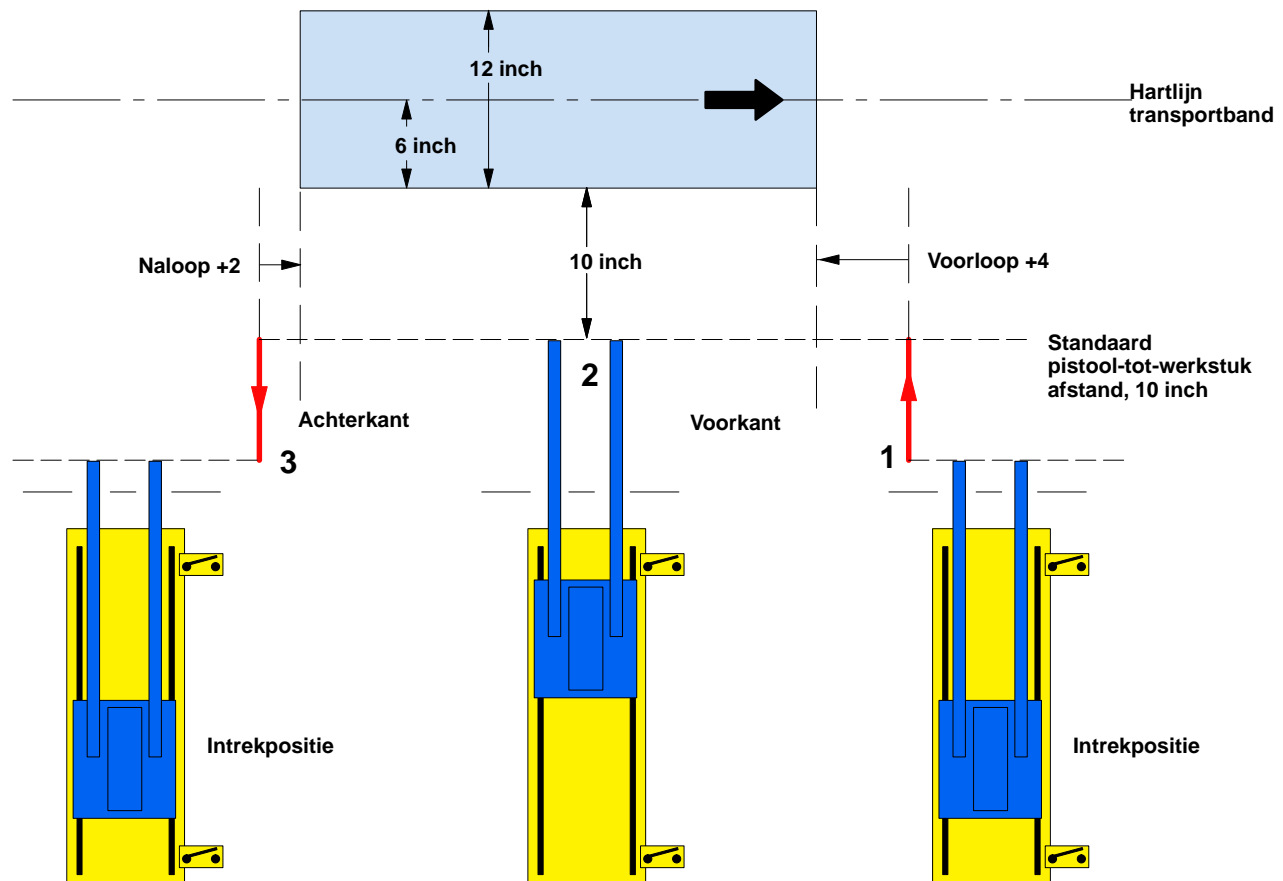 12 inch
Hartlijn
transportband
6 inch
Naloop +2
10 inch
Voorloop +4
Standaard
pistool-tot-werkstuk
afstand, 10 inch
2
Achterkant
Voorkant
3
1
Intrekpositie
Intrekpositie